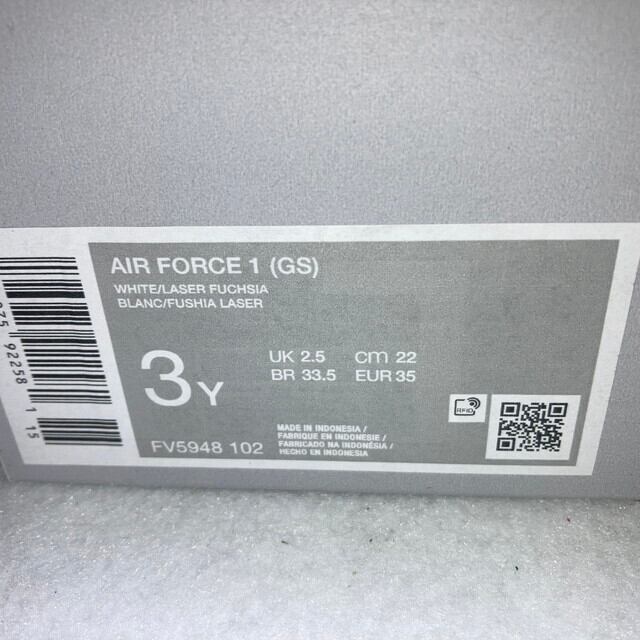 AIR FORCE 1 (GS)
WHITE/LASER FUCHSIA
BLANC/FUSHIA LASER
3Y
UK 2.5 cm 22
BR 33.5 EUR 35
FV5948 102
MADE IN INDONESIA /
FABRIQUE EN INDONESIE /
FABRICADO NA INDONÉSIA /
HECHO EN INDONESIA
RFID
92258 1 15